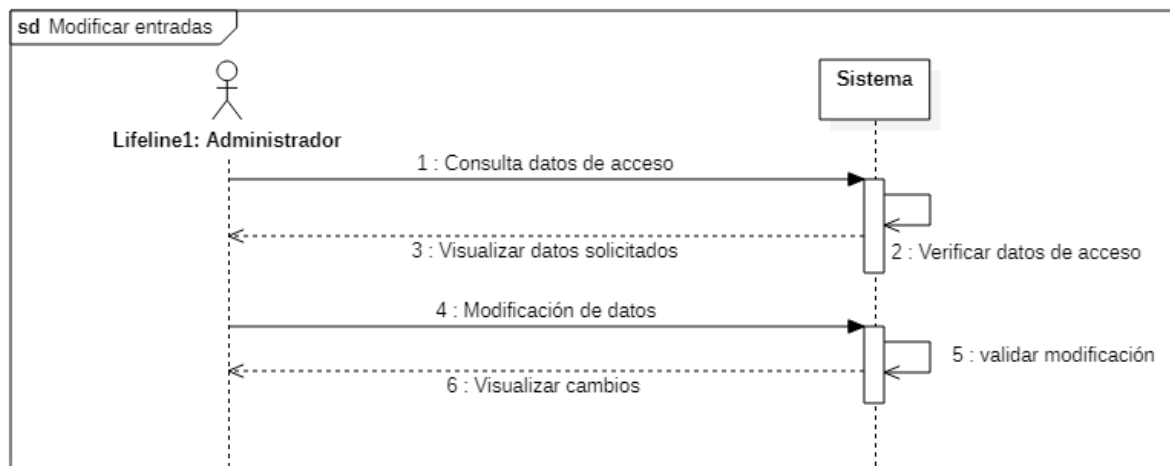 sd Modificar entradas
Sistema
Lifeline1: Administrador
1 : Consulta datos de acceso
3 : Visualizar datos solicitados
2 : Verificar datos de acceso
4 : Modificación de datos
5 : validar modificación
6 : Visualizar cambios